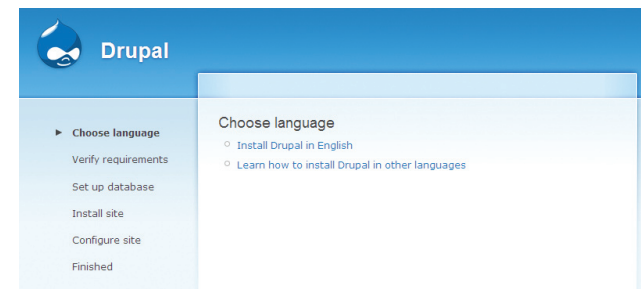 Drupal
Choose language
Verify requirements
Set up database
Install site
Configure site
Finished
Choose language
Install Drupal in English
Learn how to install Drupal in other languages